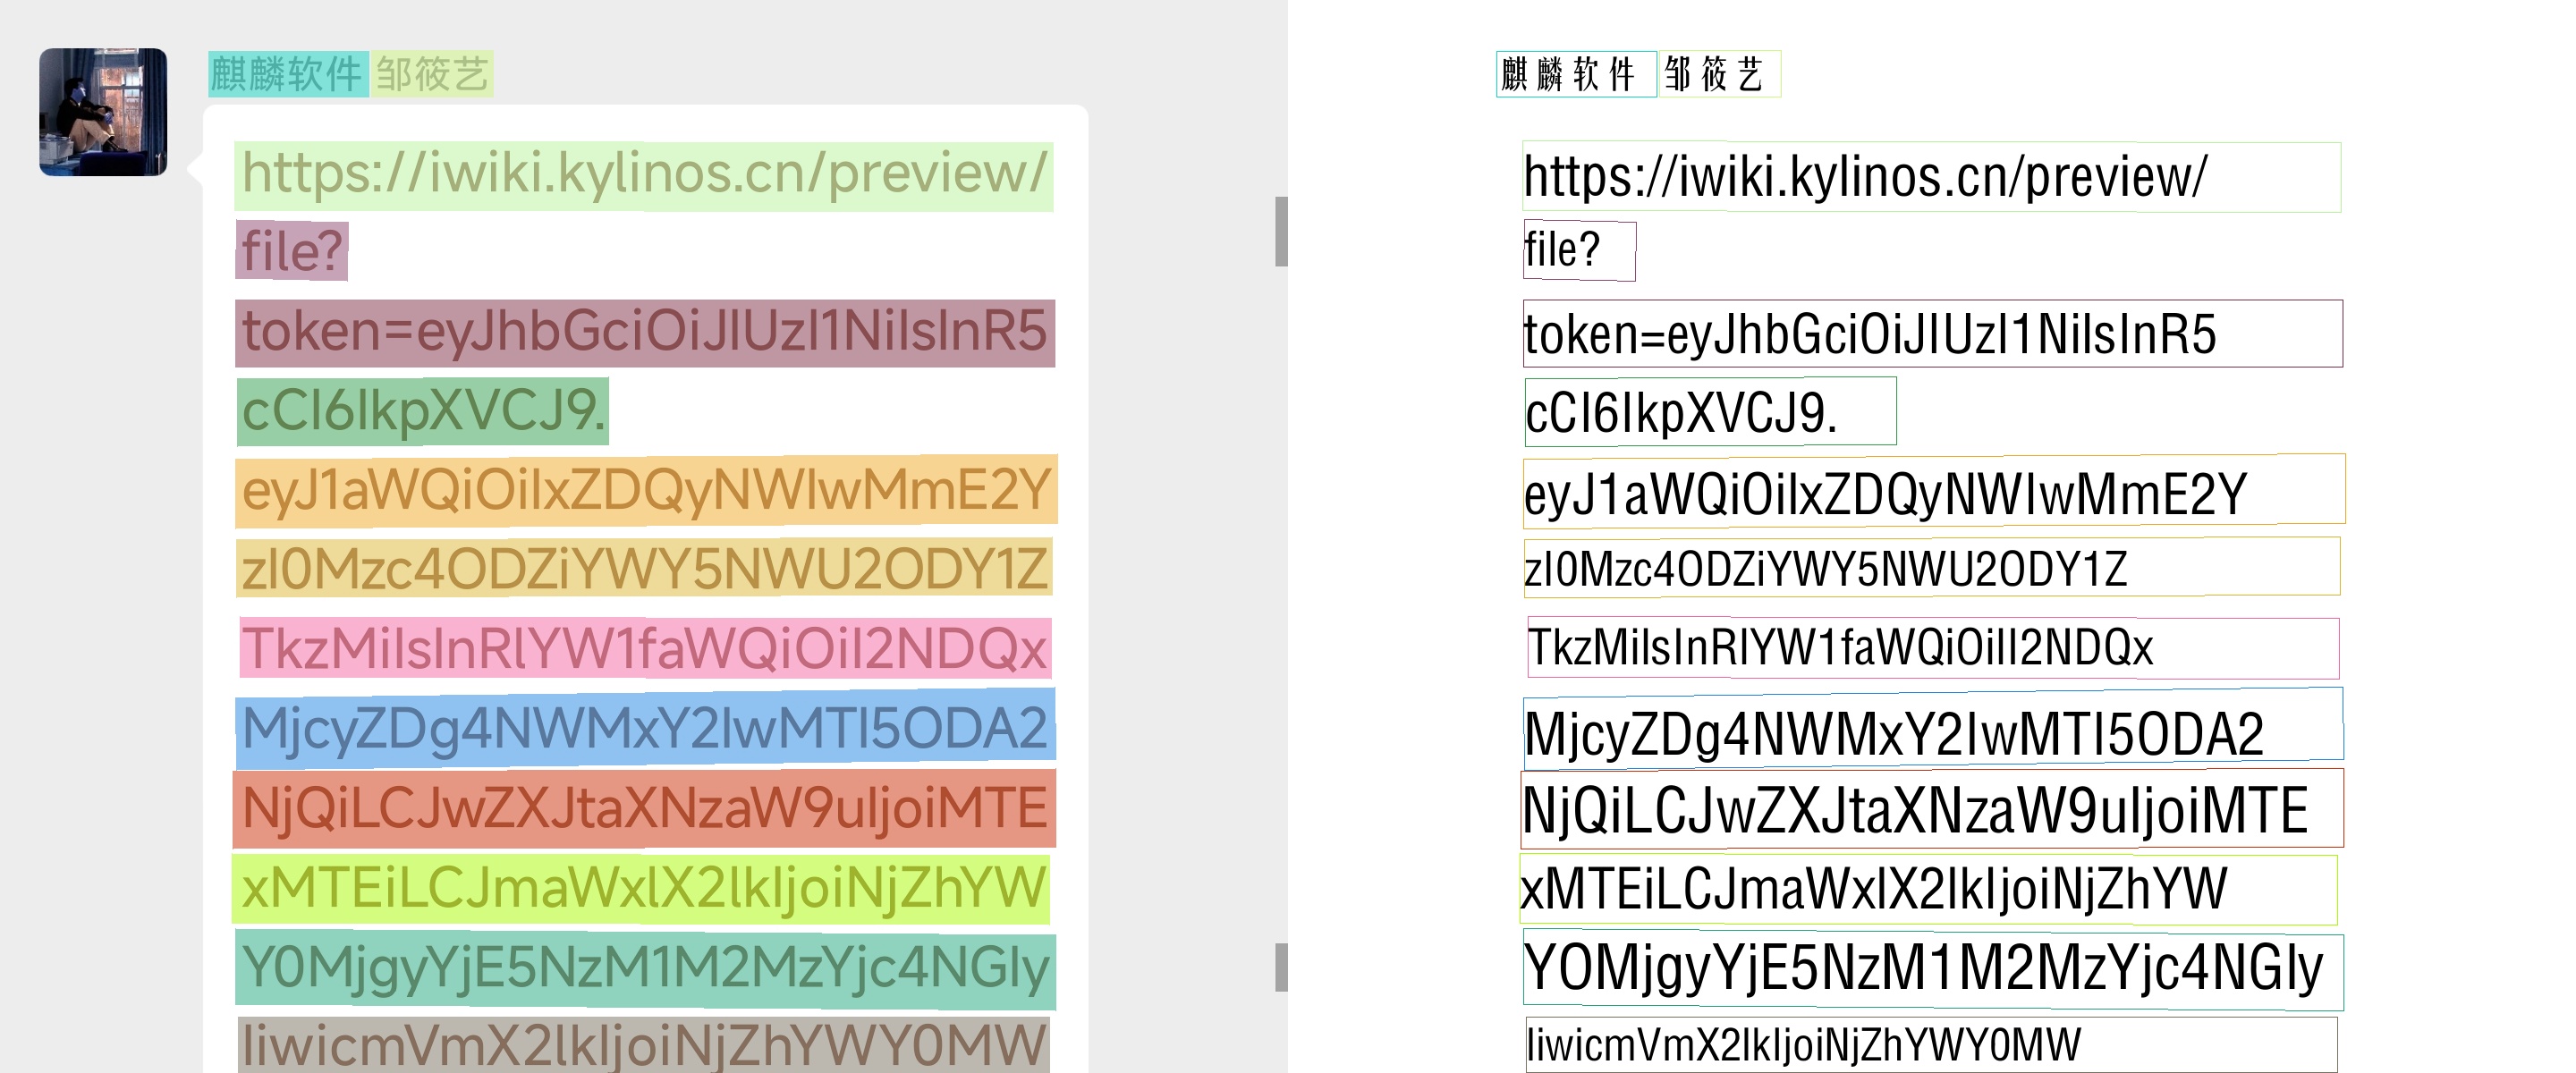 麒麟软件 邹筱艺
https://iwiki.kylinos.cn/preview/
file?
token=eyJhbGciOiJIUzI1NiIsInR5
cCI6IkpXVCJ9.
eyJ1aWQiOiIxZDQyNWIwMmE2Y
zI0Mzc4ODZiYWY5NWU2ODY1Z
TkzMiIsInRlYW1faWQiOiI2NDQx
MjcyZDg4NWMxY2IwMTI5ODA2
NjQiLCJwZXJtaXNzaW9uIjoiMTE
xMTEiLCJmaWxlX2lkIjoiNjZhYW
Y0MjgyYjE5NzM1M2MzYjc4NGIy
IiwicmVmX2lkIjoiNjZhYWY0MW
麒麟软件 邹筱艺
https://iwiki.kylinos.cn/preview/
file?
token=eyJhbGciOiJIUzI1NiIsInR5
cCI6IkpXVCJ9.
eyJ1aWQiOiIxZDQyNWIwMmE2Y
zI0Mzc4ODZiYWY5NWU2ODY1Z
TkzMiIsInRlYW1faWQiOiII2NDQx
MjcyZDg4NWMxY2IwMTI5ODA2
NjQiLCJwZXJtaXNzaW9uIjoiMTE
xMTEiLCJmaWxlX2lkIjoiNjZhYW
YOMjgyYjE5NzM1M2MzYjc4NGIy
IiwicmVmX2lkIjoiNjZhYWY0MW